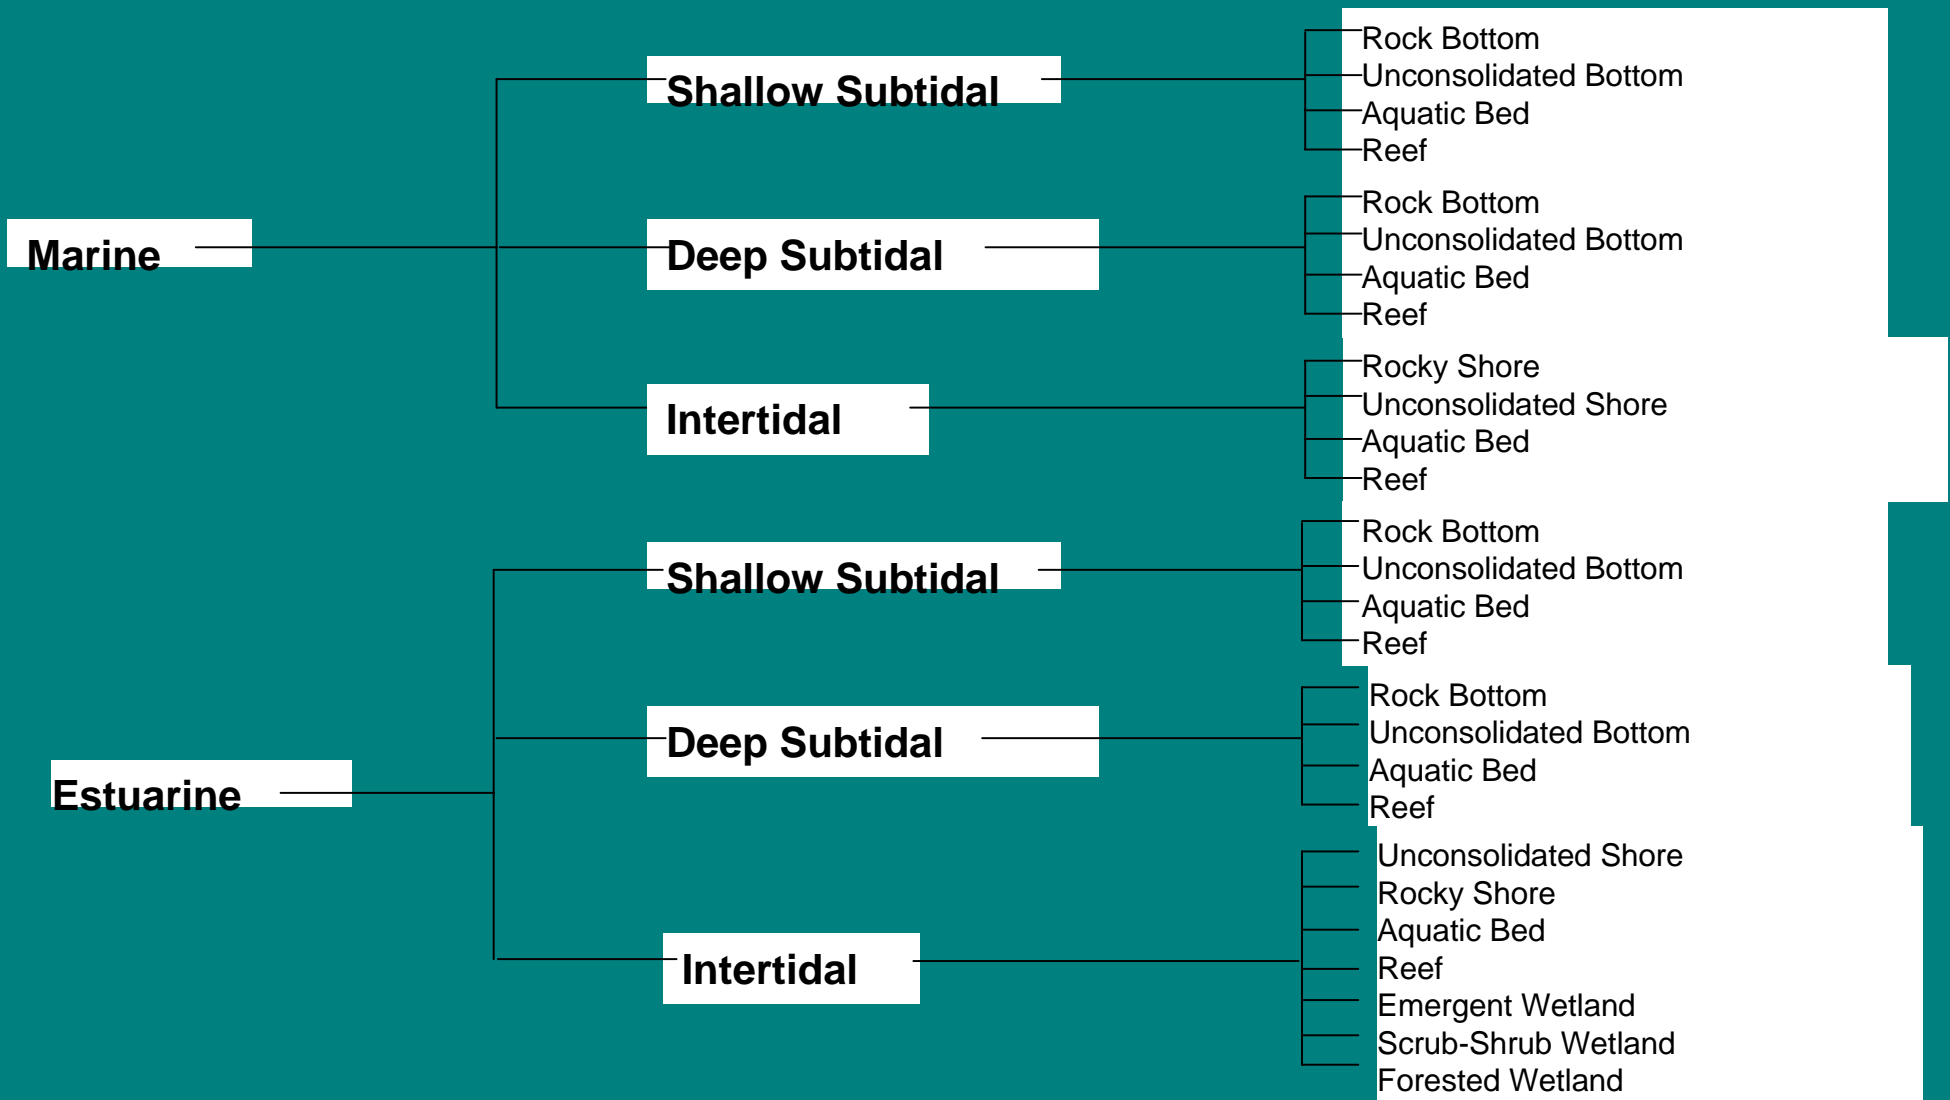 Marine
Shallow Subtidal
Rock Bottom
Unconsolidated Bottom
Aquatic Bed
Reef
Deep Subtidal
Rock Bottom
Unconsolidated Bottom
Aquatic Bed
Reef
Intertidal
Rocky Shore
Unconsolidated Shore
Aquatic Bed
Reef
Estuarine
Shallow Subtidal
Rock Bottom
Unconsolidated Bottom
Aquatic Bed
Reef
Deep Subtidal
Rock Bottom
Unconsolidated Bottom
Aquatic Bed
Reef
Intertidal
Unconsolidated Shore
Rocky Shore
Aquatic Bed
Reef
Emergent Wetland
Scrub-Shrub Wetland
Forested Wetland